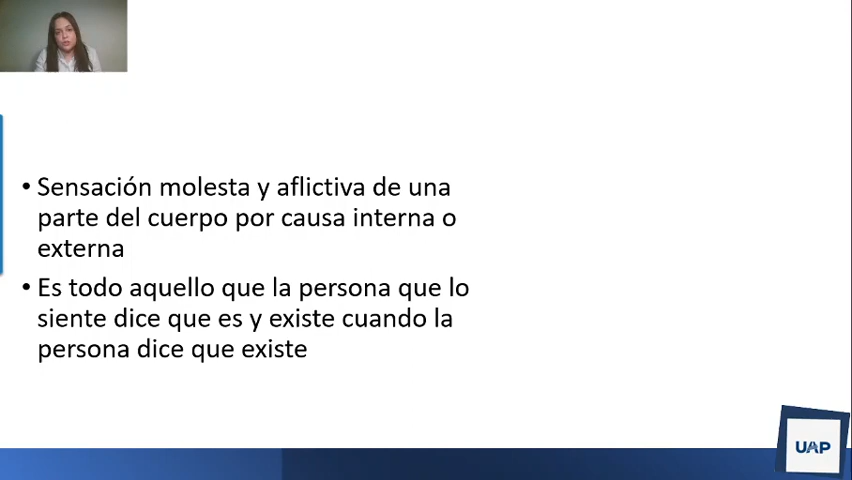 • Sensación molesta y aflictiva de una
parte del cuerpo por causa interna o
externa
• Es todo aquello que la persona que lo
siente dice que es y existe cuando la
persona dice que existe
UAP